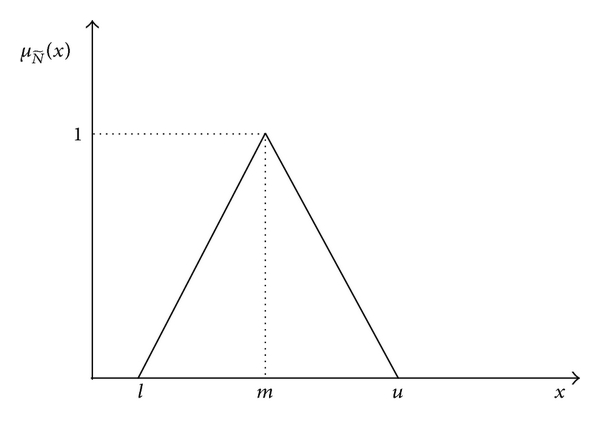 μ_Ñ(x)
1
l m u x